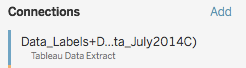 Connections Add
Data_Labels+D...ta_July2014C)
Tableau Data Extract